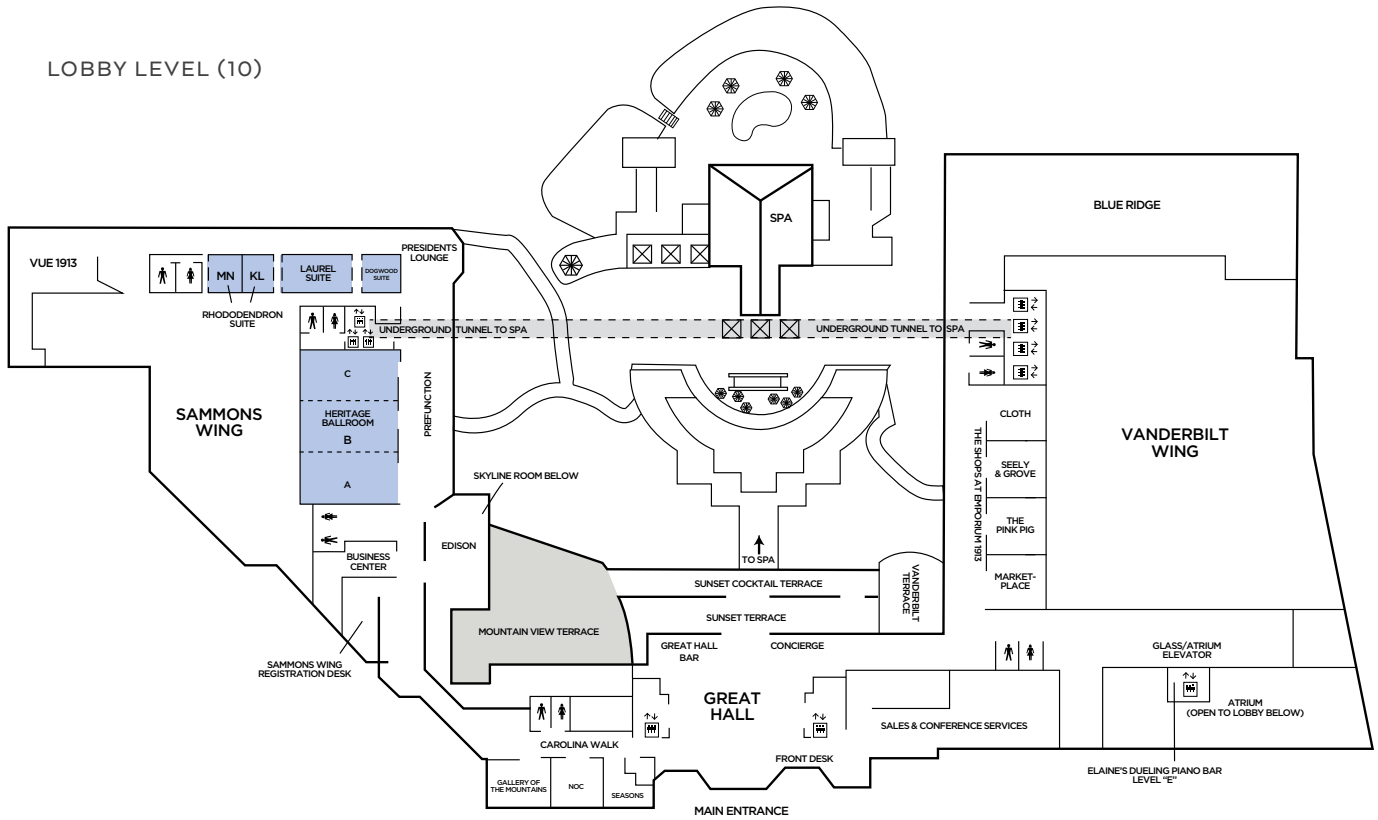 LOBBY LEVEL (10)
SPA
BLUE RIDGE
PRESIDENTS
LOUNGE
VUE 1913
MN
KL
LAUREL
SUITE
DOGWOOD
SUITE
RHODODENDRON
SUITE
UNDERGROUND TUNNEL TO SPA
UNDERGROUND TUNNEL TO SPA
C
HERITAGE
BALLROOM
B
A
PREFUNCTION
SAMMONS
WING
CLOTH
SEELY
& GROVE
THE
PINK PIG
MARKET-
PLACE
THE SHOPS AT EMPORIUM 1913
VANDERBILT
WING
SKYLINE ROOM BELOW
EDISON
BUSINESS
CENTER
TO SPA
SUNSET COCKTAIL TERRACE
VANDERBILT
TERRACE
SUNSET TERRACE
MOUNTAIN VIEW TERRACE
GREAT HALL
BAR
CONCIERGE
SAMMONS WING
REGISTRATION DESK
GLASS/ATRIUM
ELEVATOR
GREAT
HALL
ATRIUM
(OPEN TO LOBBY BELOW)
SALES & CONFERENCE SERVICES
CAROLINA WALK
FRONT DESK
GALLERY OF
THE MOUNTAINS
NOC
SEASONS
ELAINE'S DUELING PIANO BAR
LEVEL "E"
MAIN ENTRANCE